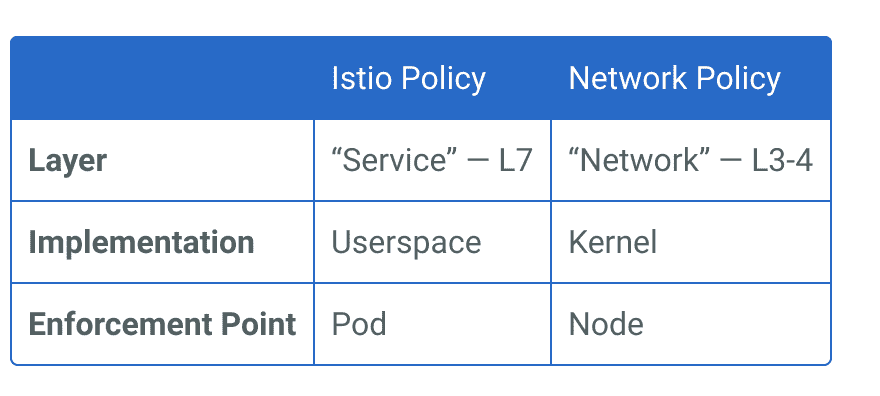 Istio Policy Network Policy
Layer “Service” — L7 “Network” — L3-4
Implementation Userspace Kernel
Enforcement Point Pod Node